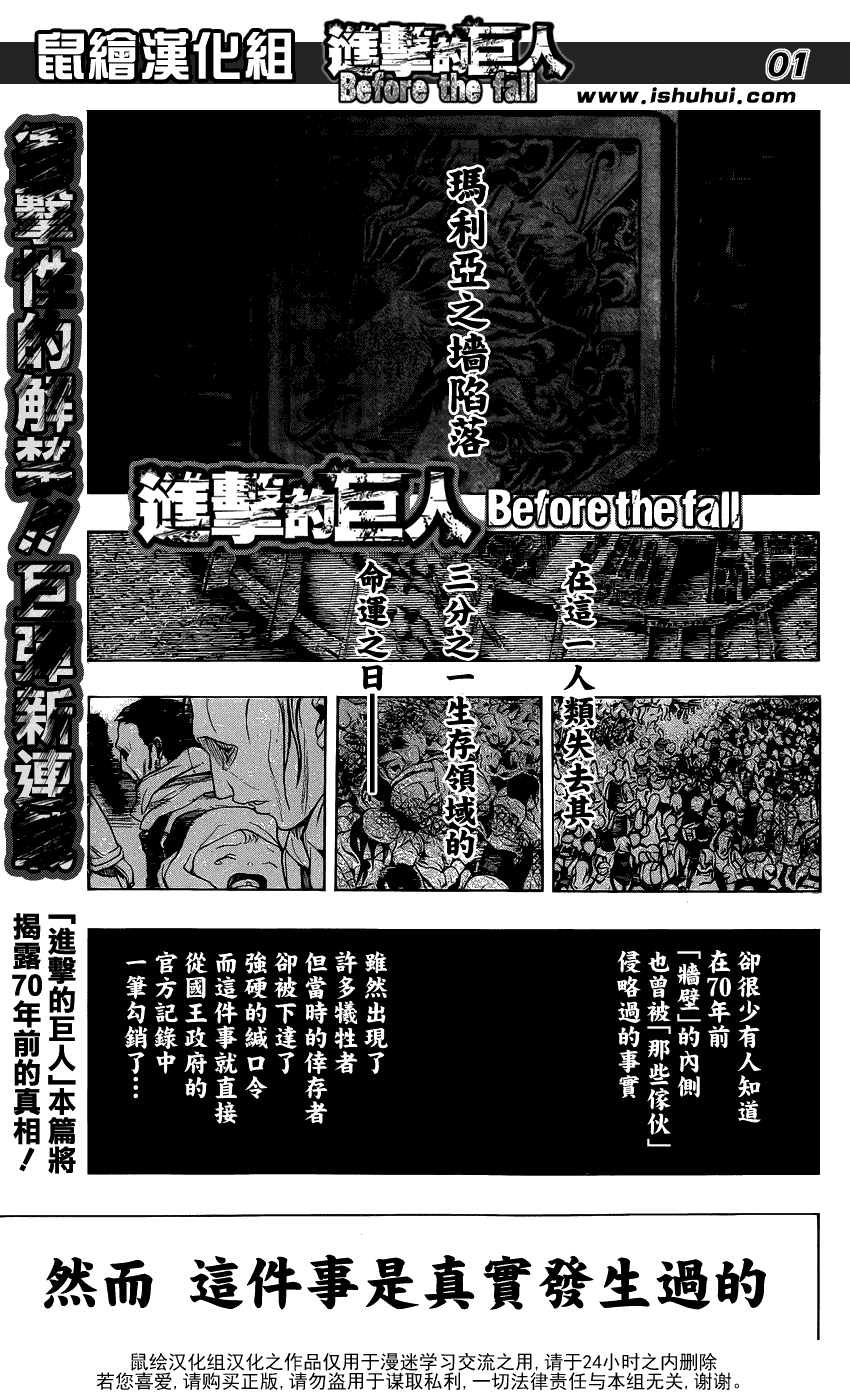 鼠繪漢化組
進擊的巨人
Before the fall
01
www.ishuhui.com
衝擊性的解禁!!巨彈新連載
「進擊的巨人」本篇將
揭露70年前的真相！
瑪利亞之墙陷落
進擊的巨人 Before the fall
在這一人類失去其
三分之一生存領域的
命運之日——
卻很少有人知道
在70年前
「牆壁」的內側
也曾被「那些傢伙」
侵略過的事實
雖然出現了
許多犧牲者
但當時的倖存者
卻被下達了
強硬的緘口令
而這件事就直接
從國王政府的
官方記錄中
一筆勾銷了…
然而 這件事是真實發生過的
鼠绘汉化组汉化之作品仅用于漫迷学习交流之用,请于24小时之内删除
若您喜爱,请购买正版,请勿盗用于谋取私利,一切法律责任与本组无关,谢谢。